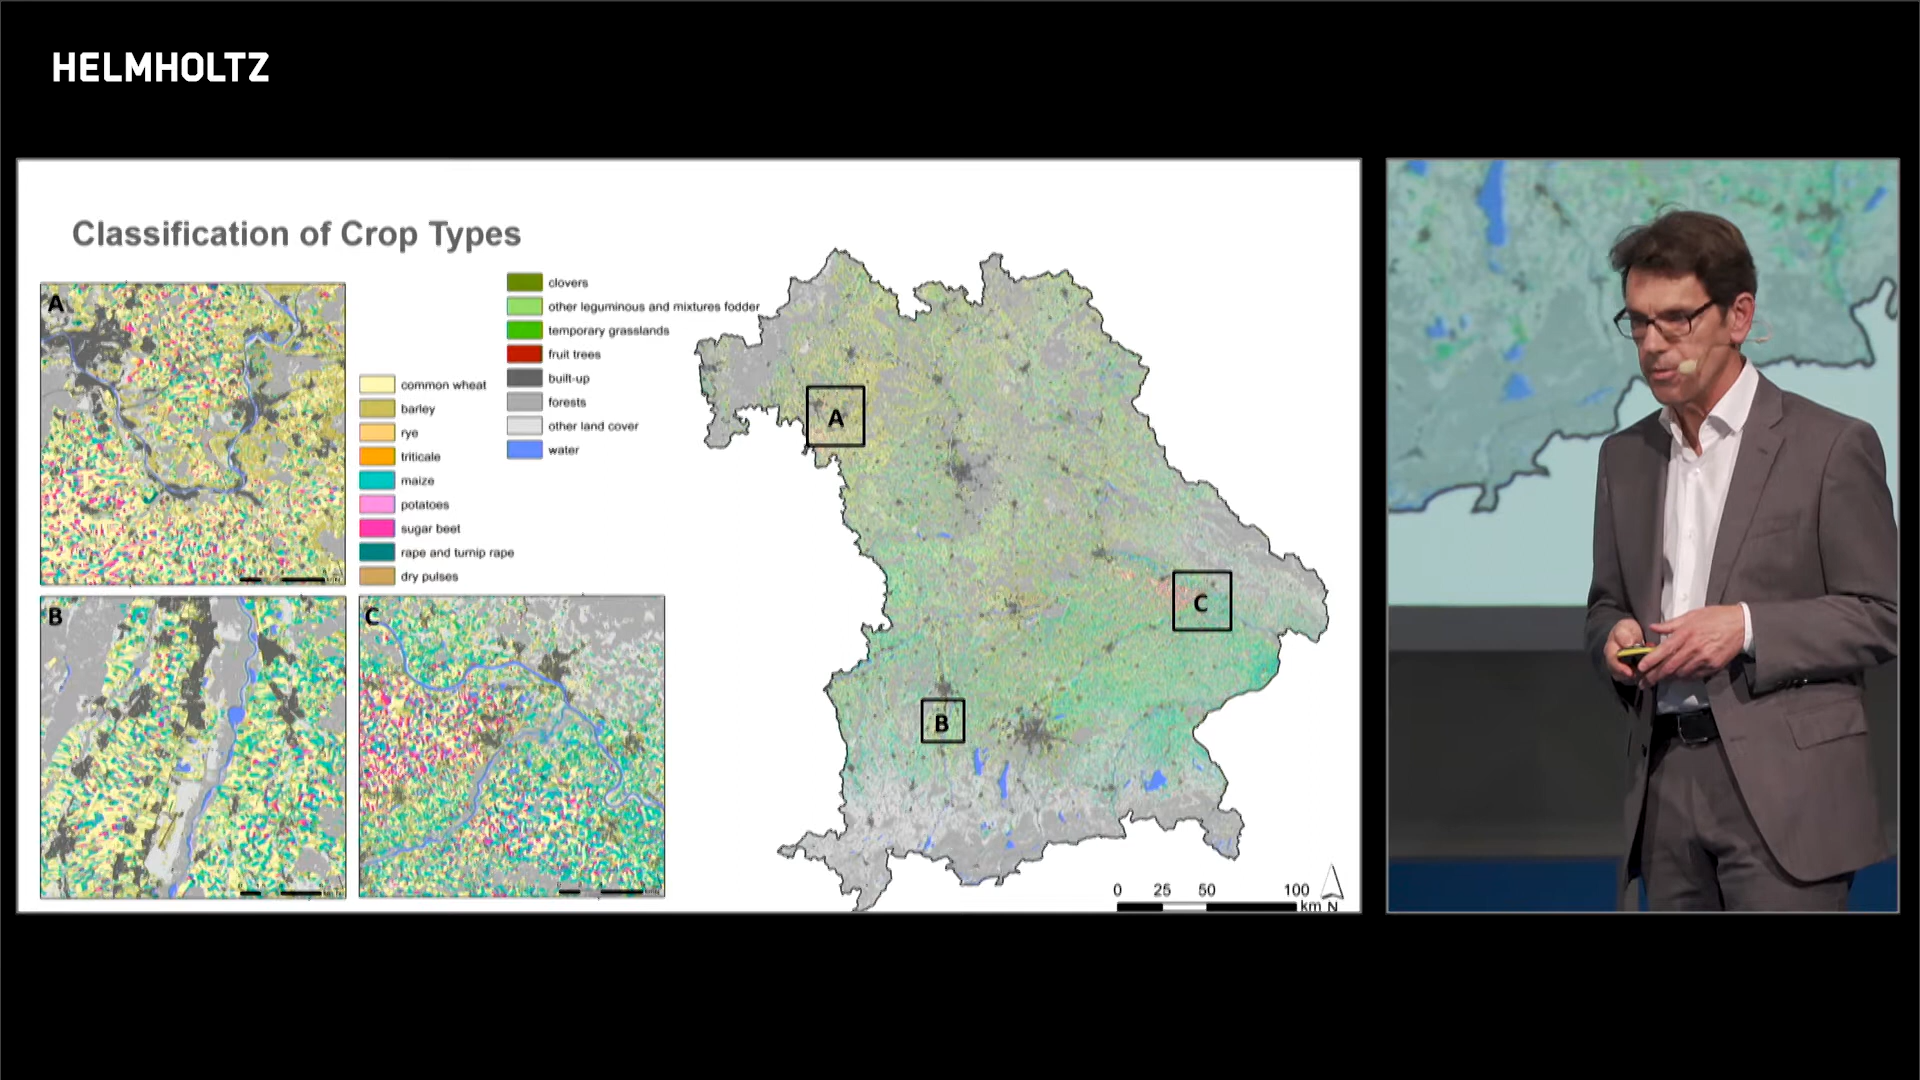 HELMHOLTZ
Classification of Crop Types
A
B
C
common wheat
barley
rye
triticale
maize
potatoes
sugar beet
rape and turnip rape
dry pulses
clovers
other leguminous and mixtures fodder
temporary grasslands
fruit trees
built-up
forests
other land cover
water
A
B
C
0 25 50 100
km N